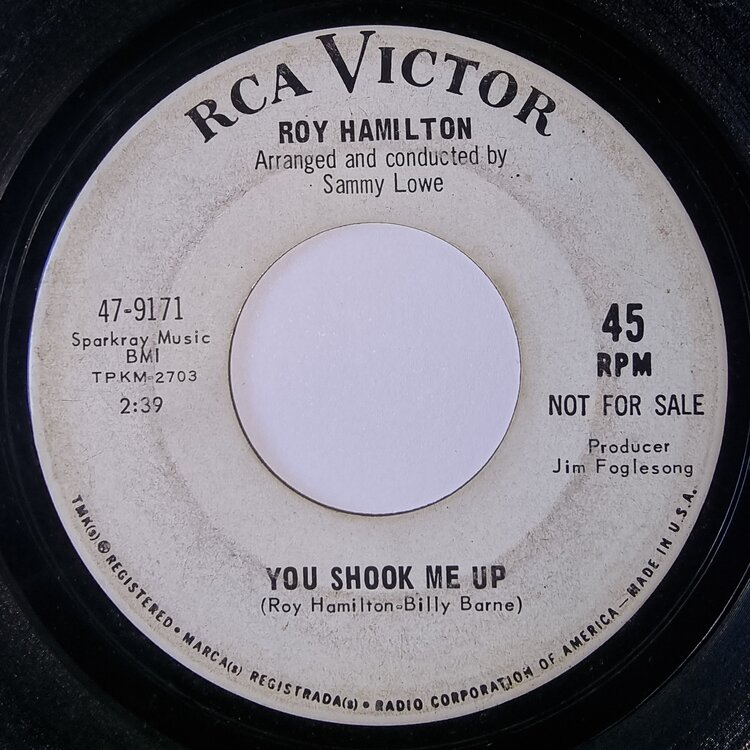 RCA VICTOR
ROY HAMILTON
Arranged and conducted by
Sammy Lowe
47-9171
Sparkray Music
BMI
TPKM-2703
2:39
45
RPM
NOT FOR SALE
Producer
Jim Foglesong
YOU SHOOK ME UP
(Roy Hamilton-Billy Barne)
TMK(s) ® REGISTERED • MARCA(s) REGISTRADA(s) • RADIO CORPORATION OF AMERICA — MADE IN U.S.A.